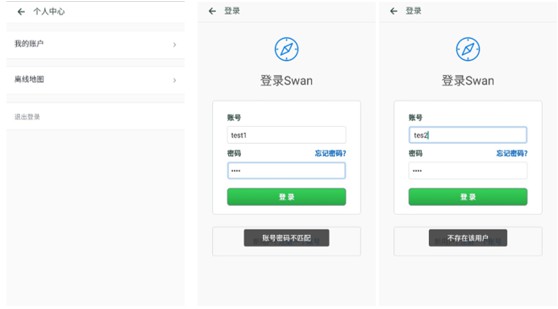 个人中心
我的账户
离线地图
退出登录
登录
登录Swan
账号
test1
密码
忘记密码?
••••
登 录
账号密码不匹配
登录
登录Swan
账号
tes2
密码
忘记密码?
••••
登 录
不存在该用户